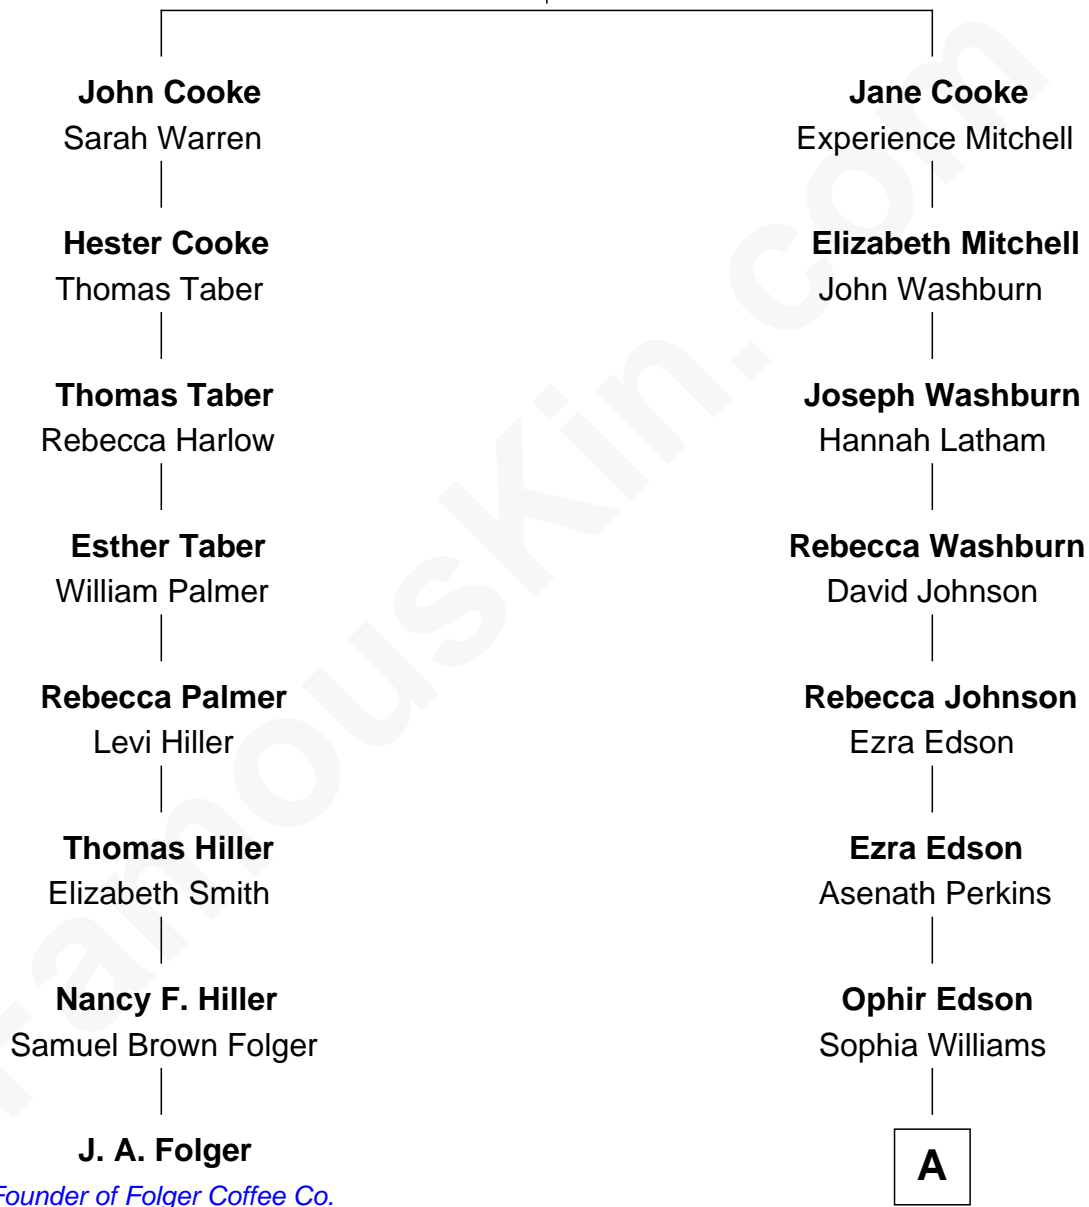 John Cooke
Sarah Warren
Jane Cooke
Experience Mitchell
Hester Cooke
Thomas Taber
Elizabeth Mitchell
John Washburn
Thomas Taber
Rebecca Harlow
Joseph Washburn
Hannah Latham
Esther Taber
William Palmer
Rebecca Washburn
David Johnson
Rebecca Palmer
Levi Hiller
Rebecca Johnson
Ezra Edson
Thomas Hiller
Elizabeth Smith
Ezra Edson
Asenath Perkins
Nancy F. Hiller
Samuel Brown Folger
Ophir Edson
Sophia Williams
J. A. Folger
Founder of Folger Coffee Co.
A
FamousKin.com